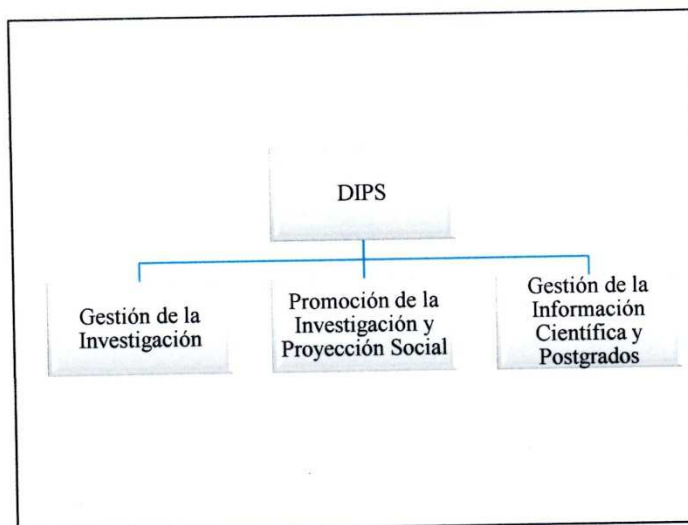 DIPS
Gestión de la
Investigación
Promoción de la
Investigación y
Proyección Social
Gestión de la
Información
Científica y
Postgrados